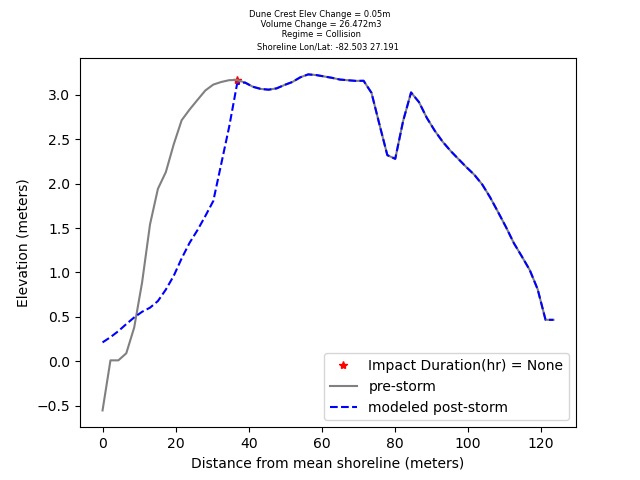 Dune Crest Elev Change = 0.05m
Volume Change = 26.472m3
Regime = Collision
Shoreline Lon/Lat: -82.503 27.191
3.0
2.5
2.0
1.5
1.0
0.5
0.0
−0.5
Elevation (meters)
Impact Duration(hr) = None
pre-storm
modeled post-storm
0 20 40 60 80 100 120
Distance from mean shoreline (meters)